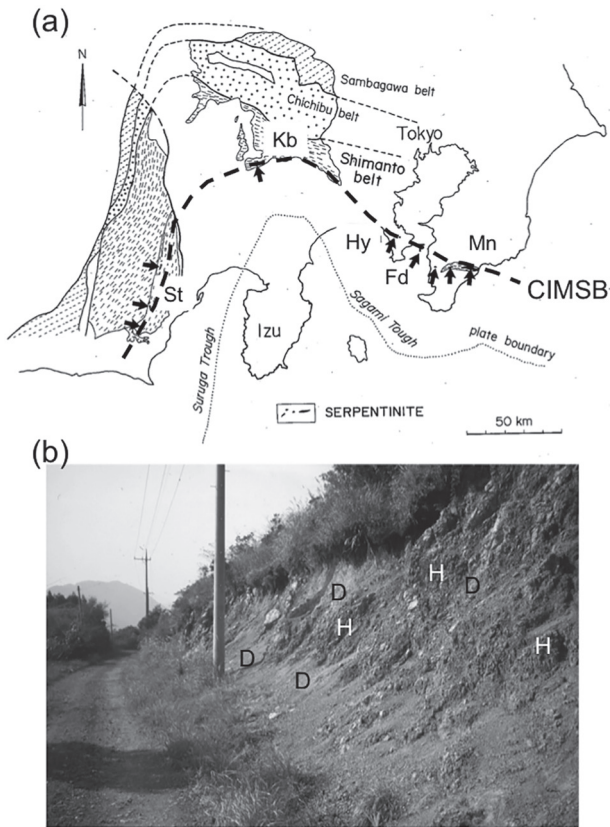 (a)
N
Sambagawa belt
Chichibu belt
Tokyo
Kb
Shimanto
belt
Hy
Mn
Fd
St
CIMSB
Izu
Suruga Trough
Sagami Tough
plate boundary
SERPENTINITE
50 km
(b)
H
D
D
H
H
D
D